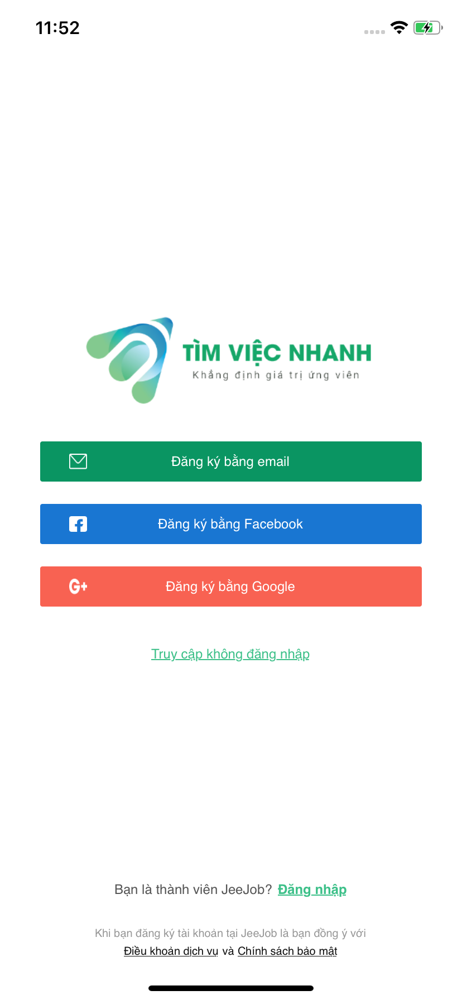 11:52
TÌM VIỆC NHANH
Khẳng định giá trị ứng viên
Đăng ký bằng email
Đăng ký bằng Facebook
G+ Đăng ký bằng Google
Truy cập không đăng nhập
Bạn là thành viên JeeJob? Đăng nhập
Khi bạn đăng ký tài khoản tại JeeJob là bạn đồng ý với
Điều khoản dịch vụ và Chính sách bảo mật